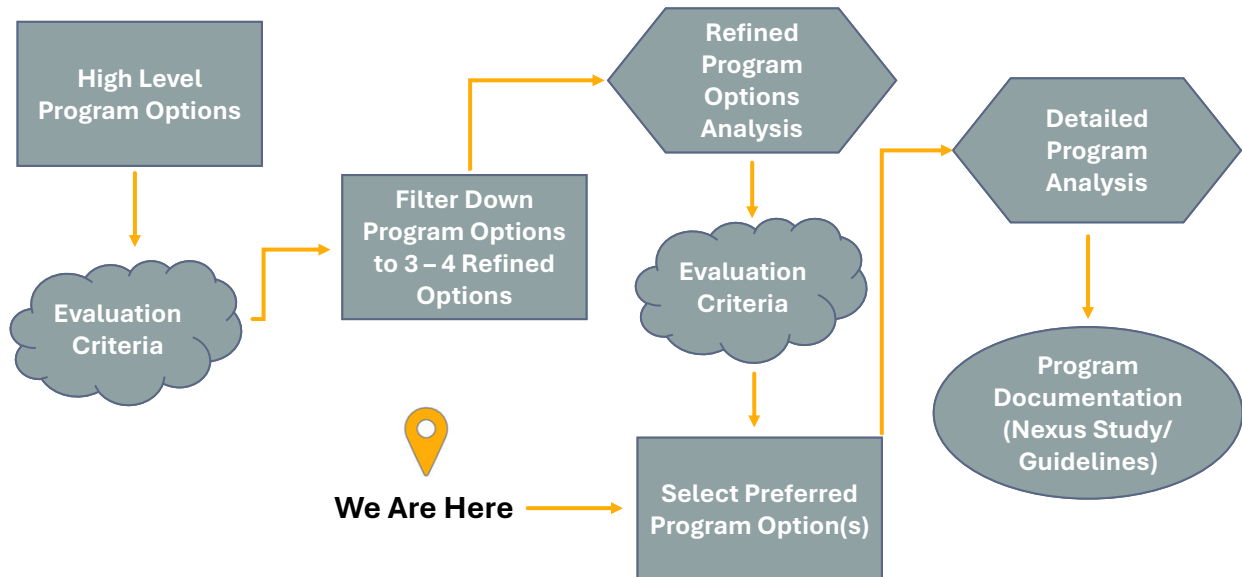 High Level
Program Options
Evaluation
Criteria
Filter Down
Program Options
to 3 – 4 Refined
Options
Refined
Program
Options
Analysis
Evaluation
Criteria
We Are Here
Select Preferred
Program Option(s)
Detailed
Program
Analysis
Program
Documentation
(Nexus Study/
Guidelines)